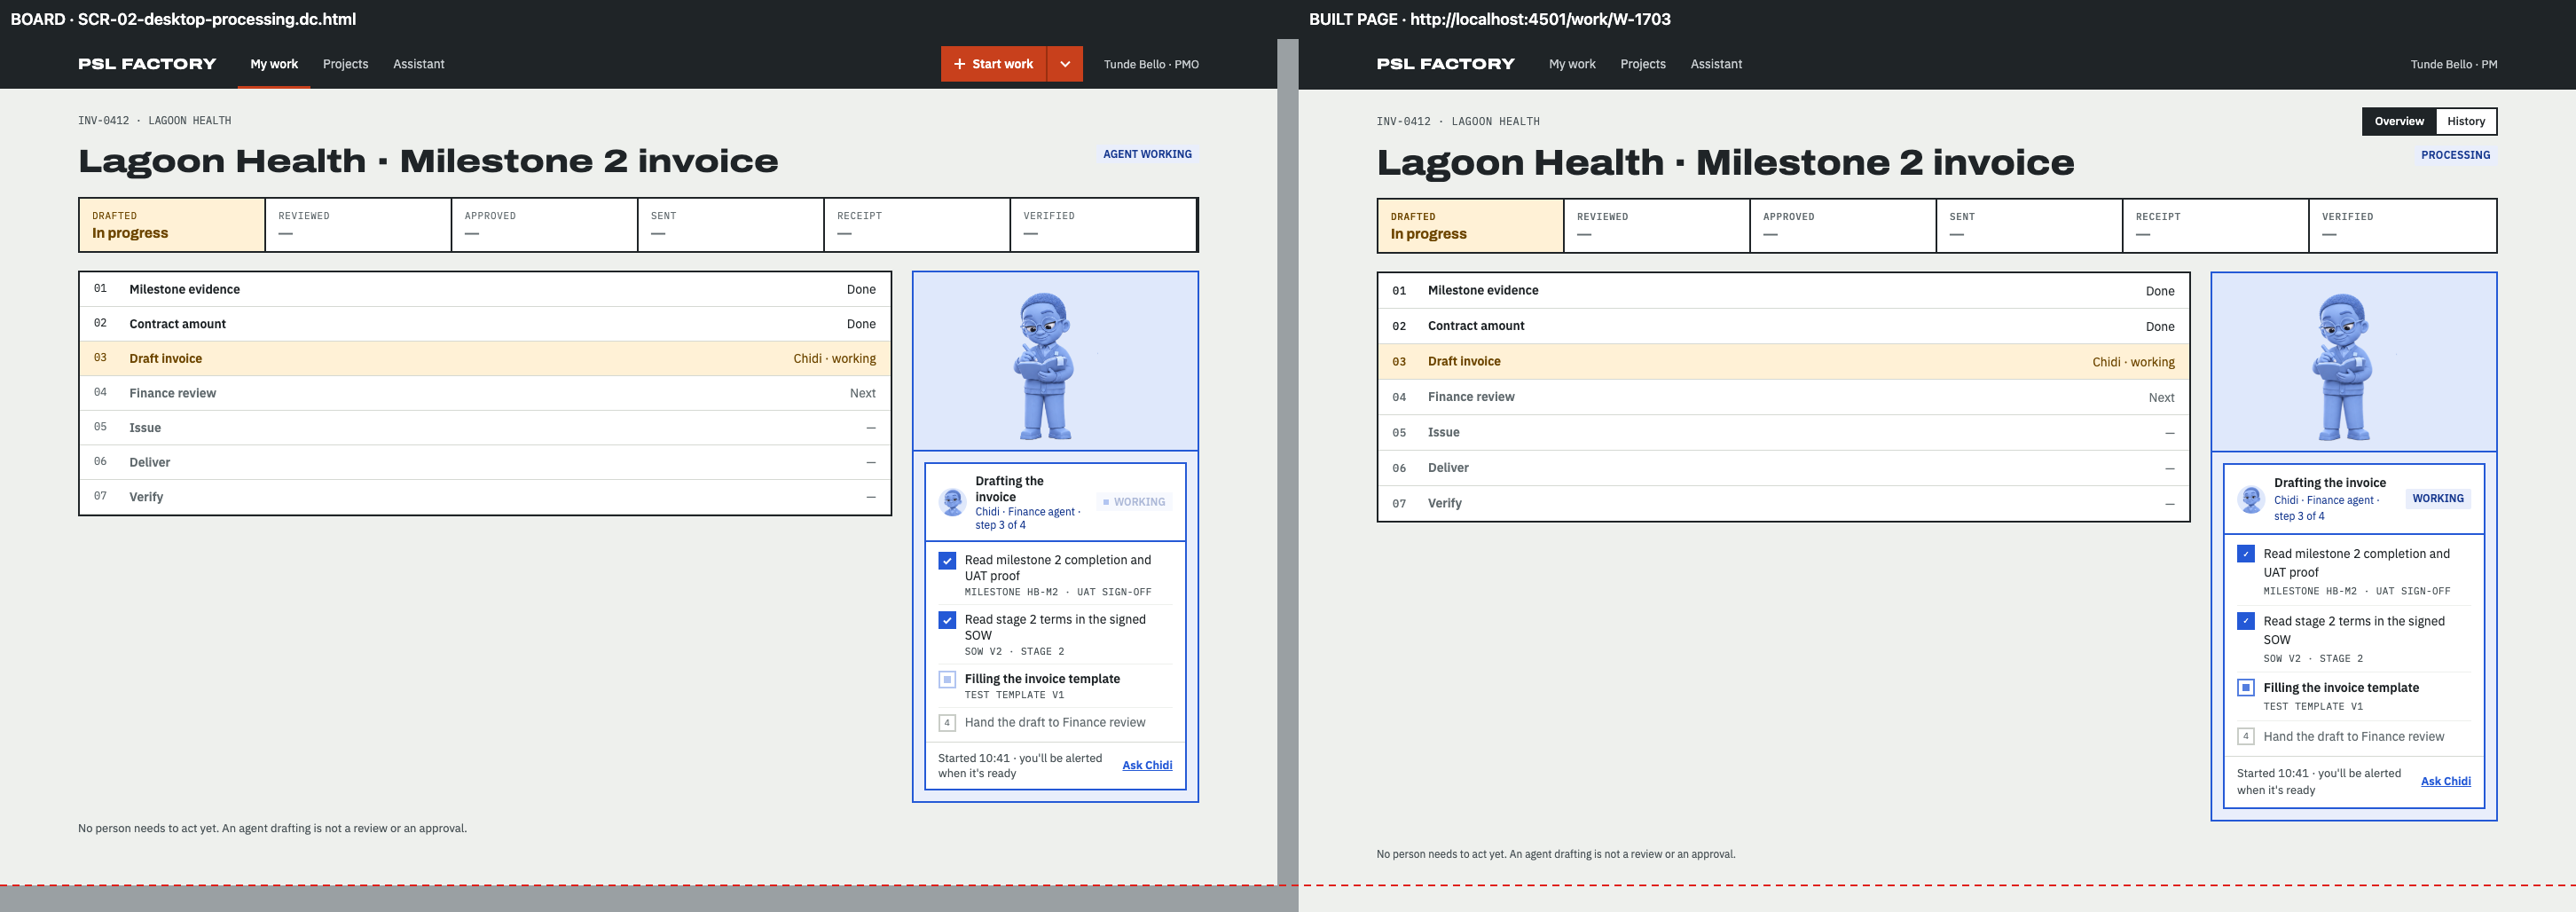 BOARD · SCR-02-desktop-processing.dc.html
PSL FACTORY
My work
Projects
Assistant
+ Start work
Tunde Bello · PMO
INV-0412 · LAGOON HEALTH
Lagoon Health · Milestone 2 invoice
AGENT WORKING
DRAFTED
In progress
REVIEWED
—
APPROVED
—
SENT
—
RECEIPT
—
VERIFIED
—
01 Milestone evidence Done
02 Contract amount Done
03 Draft invoice Chidi · working
04 Finance review Next
05 Issue —
06 Deliver —
07 Verify —
Drafting the
invoice
Chidi · Finance agent ·
step 3 of 4
WORKING
Read milestone 2 completion and
UAT proof
MILESTONE HB-M2 · UAT SIGN-OFF
Read stage 2 terms in the signed
SOW
SOW V2 · STAGE 2
Filling the invoice template
TEST TEMPLATE V1
4 Hand the draft to Finance review
Started 10:41 · you'll be alerted
when it's ready
Ask Chidi
No person needs to act yet. An agent drafting is not a review or an approval.
BUILT PAGE · http://localhost:4501/work/W-1703
PSL FACTORY
My work
Projects
Assistant
Tunde Bello · PM
INV-0412 · LAGOON HEALTH
Overview
History
Lagoon Health · Milestone 2 invoice
PROCESSING
DRAFTED
In progress
REVIEWED
—
APPROVED
—
SENT
—
RECEIPT
—
VERIFIED
—
01 Milestone evidence Done
02 Contract amount Done
03 Draft invoice Chidi · working
04 Finance review Next
05 Issue —
06 Deliver —
07 Verify —
Drafting the invoice
Chidi · Finance agent ·
step 3 of 4
WORKING
Read milestone 2 completion and
UAT proof
MILESTONE HB-M2 · UAT SIGN-OFF
Read stage 2 terms in the signed
SOW
SOW V2 · STAGE 2
Filling the invoice template
TEST TEMPLATE V1
4 Hand the draft to Finance review
Started 10:41 · you'll be alerted
when it's ready
Ask Chidi
No person needs to act yet. An agent drafting is not a review or an approval.